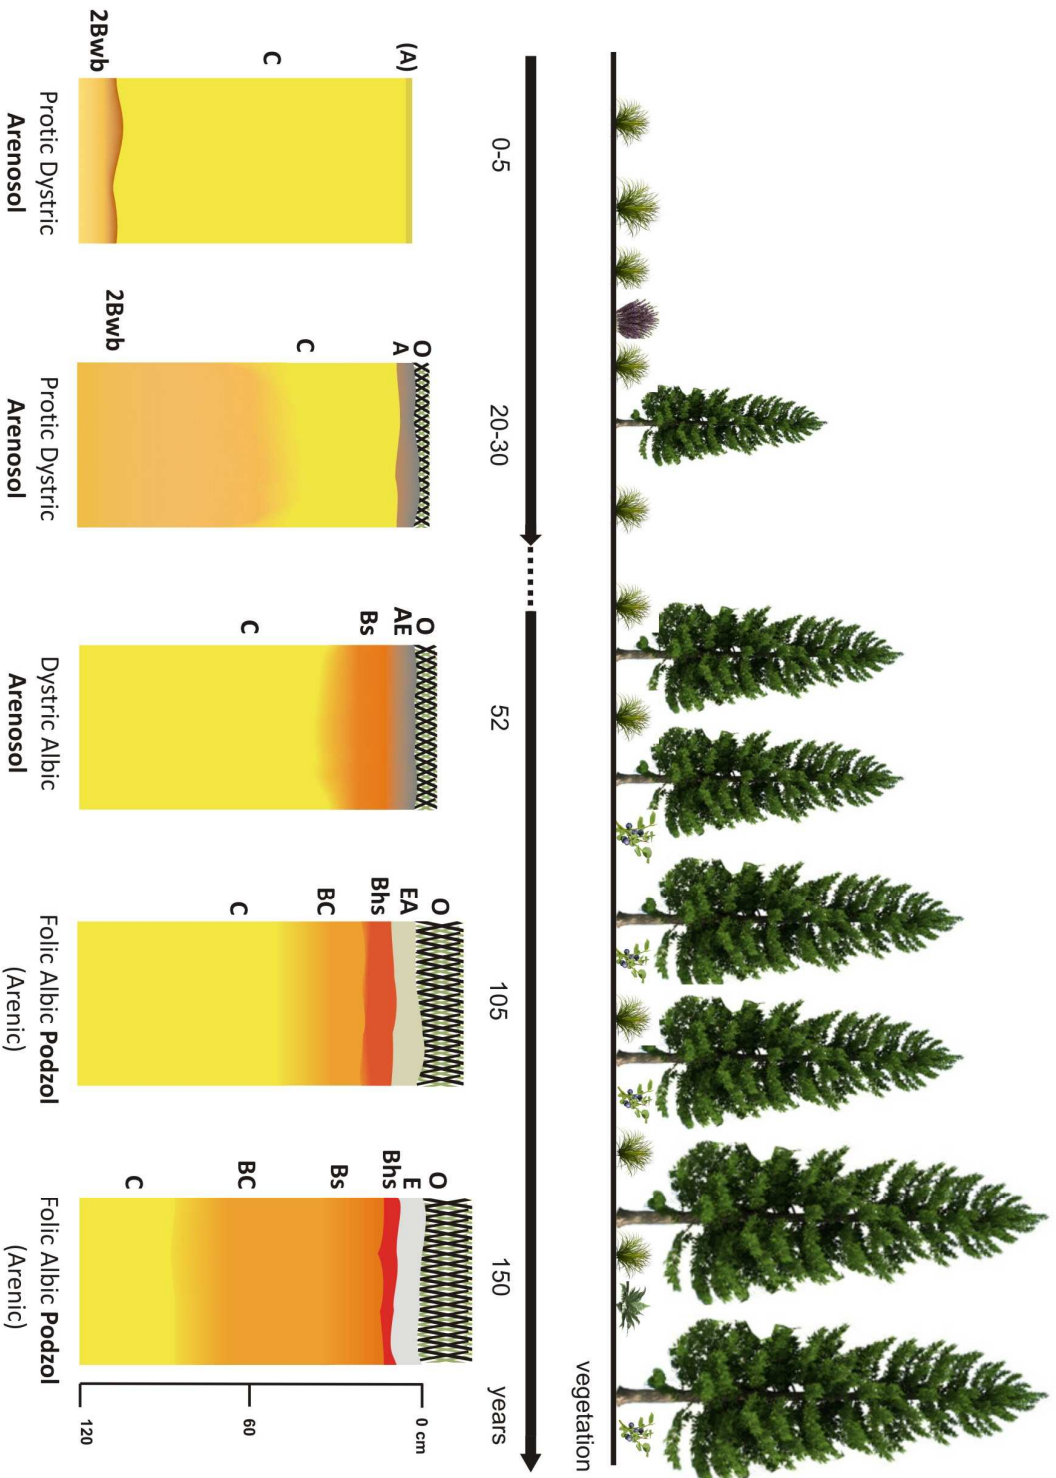 vegetation
0-5
20-30
52
105
150
years
(A)
C
2Bwb
O
A
C
2Bwb
O
AE
Bs
C
O
EA
Bhs
BC
C
O
E
Bhs
Bs
BC
C
0 cm
60
120
Protic Dystric
Arenosol
Protic Dystric
Arenosol
Dystric Albic
Arenosol
Folic Albic Podzol
(Arenic)
Folic Albic Podzol
(Arenic)